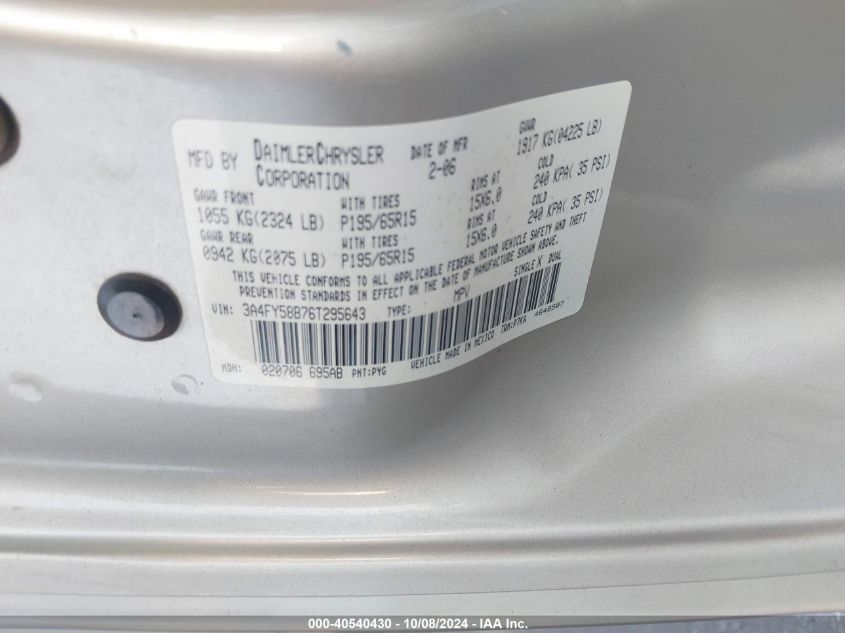 MFD BY DAIMLERCHRYSLER CORPORATION
DATE OF MFR 2-06
GVWR 1917 KG(04225 LB)
GAWR FRONT WITH TIRES RIMS AT COLD
1055 KG(2324 LB) P195/65R15 15X6.0 240 KPA( 35 PSI)
GAWR REAR WITH TIRES RIMS AT COLD
0942 KG(2075 LB) P195/65R15 15X6.0 240 KPA( 35 PSI)
THIS VEHICLE CONFORMS TO ALL APPLICABLE FEDERAL MOTOR VEHICLE SAFETY AND THEFT
PREVENTION STANDARDS IN EFFECT ON THE DATE OF MANUFACTURE SHOWN ABOVE.
VIN: 3A4FY58B76T295643 TYPE: MPV SINGLE X DUAL
MDH: 020706 695AB PNT:PYG VEHICLE MADE IN MEXICO TRM:P7KA 4648507
000-40540430 - 10/08/2024 - IAA Inc.